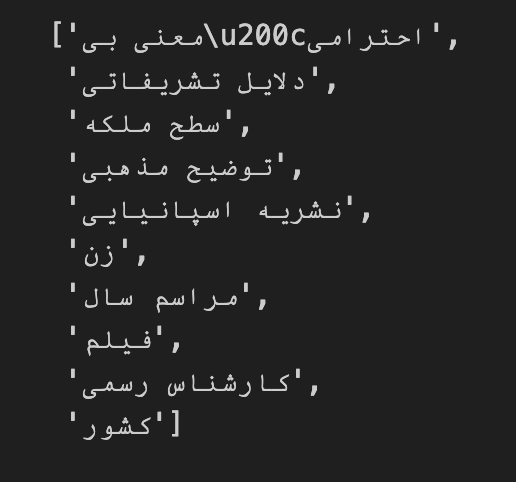 ['معنی بی\u200cاحترامی',
'دلایل تشریفاتی',
'سطح ملکه',
'توضیح مذهبی',
'نشریه اسپانیایی',
'زن',
'مراسم سال',
'فیلم',
'کارشناس رسمی',
'کشور']